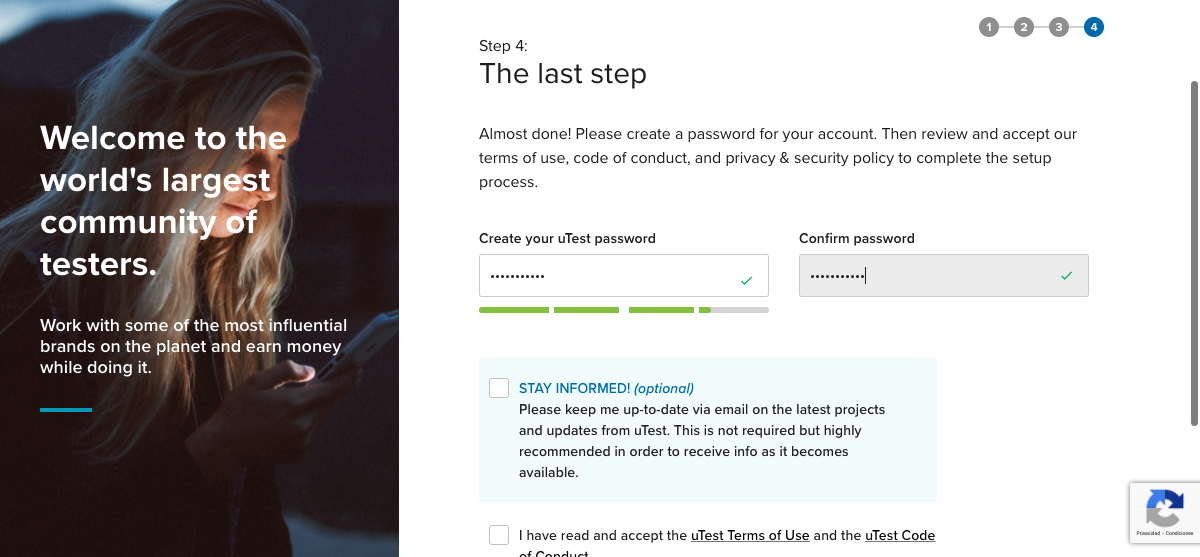 Welcome to the
world's largest
community of
testers.
Work with some of the most influential
brands on the planet and earn money
while doing it.
1 2 3 4
Step 4:
The last step
Almost done! Please create a password for your account. Then review and accept our
terms of use, code of conduct, and privacy & security policy to complete the setup
process.
Create your uTest password
Confirm password
•••••••••••
•••••••••••
STAY INFORMED! (optional)
Please keep me up-to-date via email on the latest projects
and updates from uTest. This is not required but highly
recommended in order to receive info as it becomes
available.
I have read and accept the uTest Terms of Use and the uTest Code
of Conduct
Privacidad - Condiciones